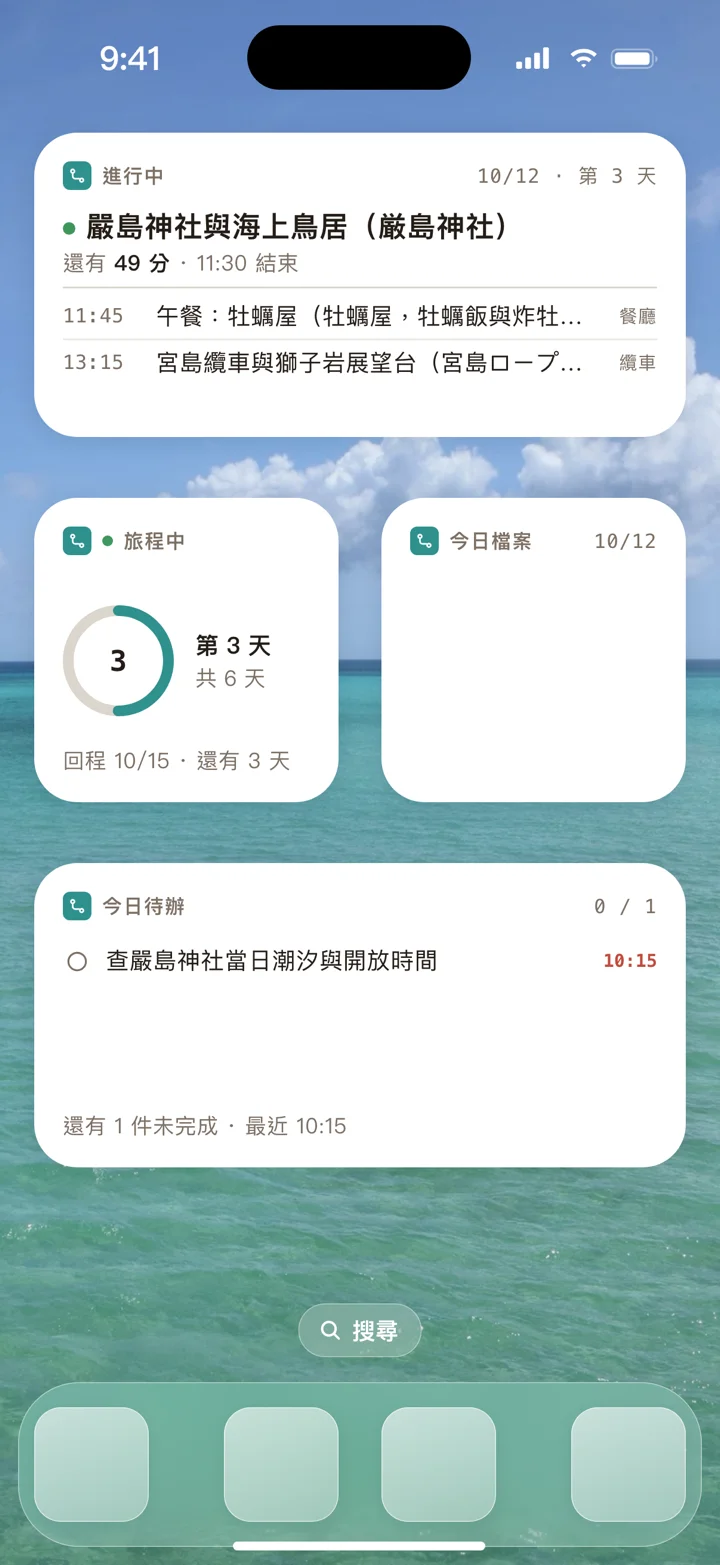 9:41
進行中 10/12 · 第 3 天
嚴島神社與海上鳥居（厳島神社）
還有 49 分 · 11:30 結束
11:45 午餐：牡蠣屋（牡蠣屋，牡蠣飯與炸牡… 餐廳
13:15 宮島纜車與獅子岩展望台（宮島ロープ… 纜車
旅程中
3
第 3 天
共 6 天
回程 10/15 · 還有 3 天
今日檔案 10/12
今日待辦 0 / 1
查嚴島神社當日潮汐與開放時間 10:15
還有 1 件未完成 · 最近 10:15
搜尋